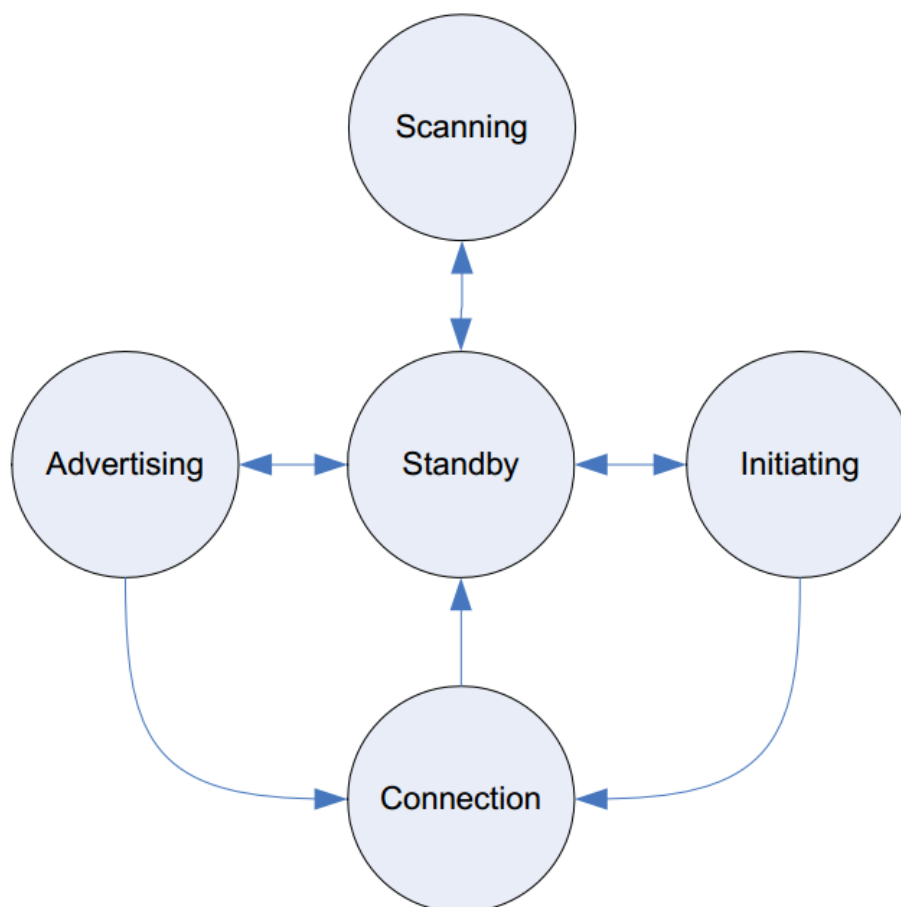 Scanning
Advertising
Standby
Initiating
Connection